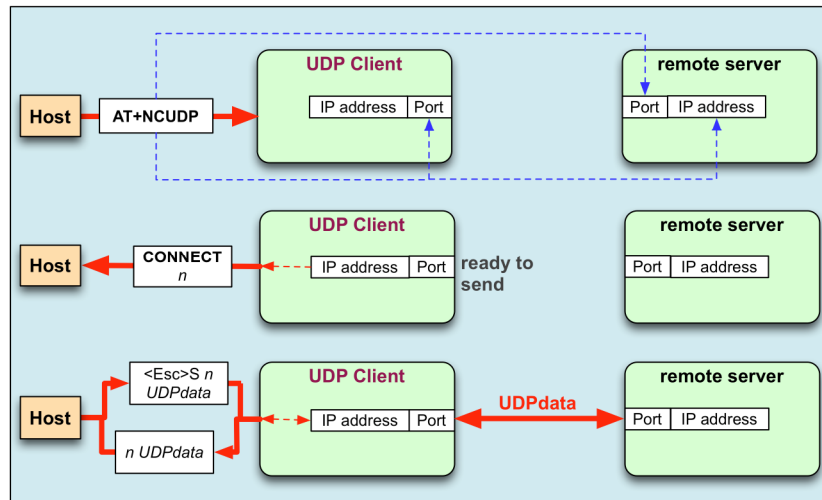 UDP Client
remote server
IP address
Port
Port
IP address
Host
AT+NCUDP
UDP Client
remote server
Host
CONNECT
n
IP address
Port
ready to
send
Port
IP address
UDP Client
remote server
<Esc>S n
UDPdata
Host
n UDPdata
IP address
Port
UDPdata
Port
IP address